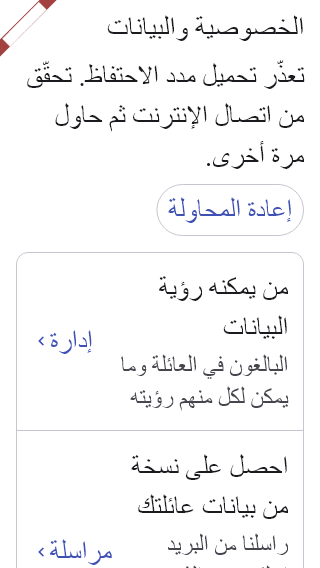 الخصوصية والبيانات
تعذّر تحميل مدد الاحتفاظ. تحقّق
من اتصال الإنترنت ثم حاول
مرة أخرى.
إعادة المحاولة
من يمكنه رؤية
البيانات
البالغون في العائلة وما
يمكن لكل منهم رؤيته
إدارة ›
احصل على نسخة
من بيانات عائلتك
راسلنا من البريد
مراسلة ›